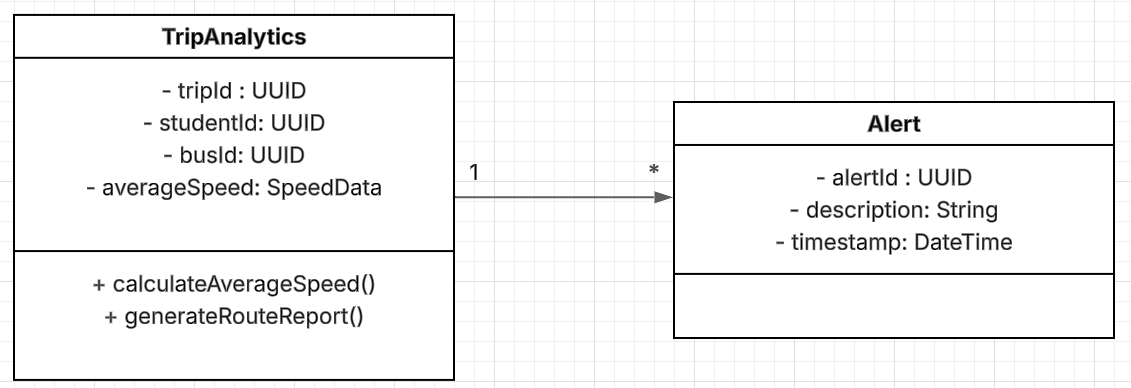 TripAnalytics
- tripId : UUID
- studentId: UUID
- busId: UUID
- averageSpeed: SpeedData
+ calculateAverageSpeed()
+ generateRouteReport()
1
*
Alert
- alertId : UUID
- description: String
- timestamp: DateTime